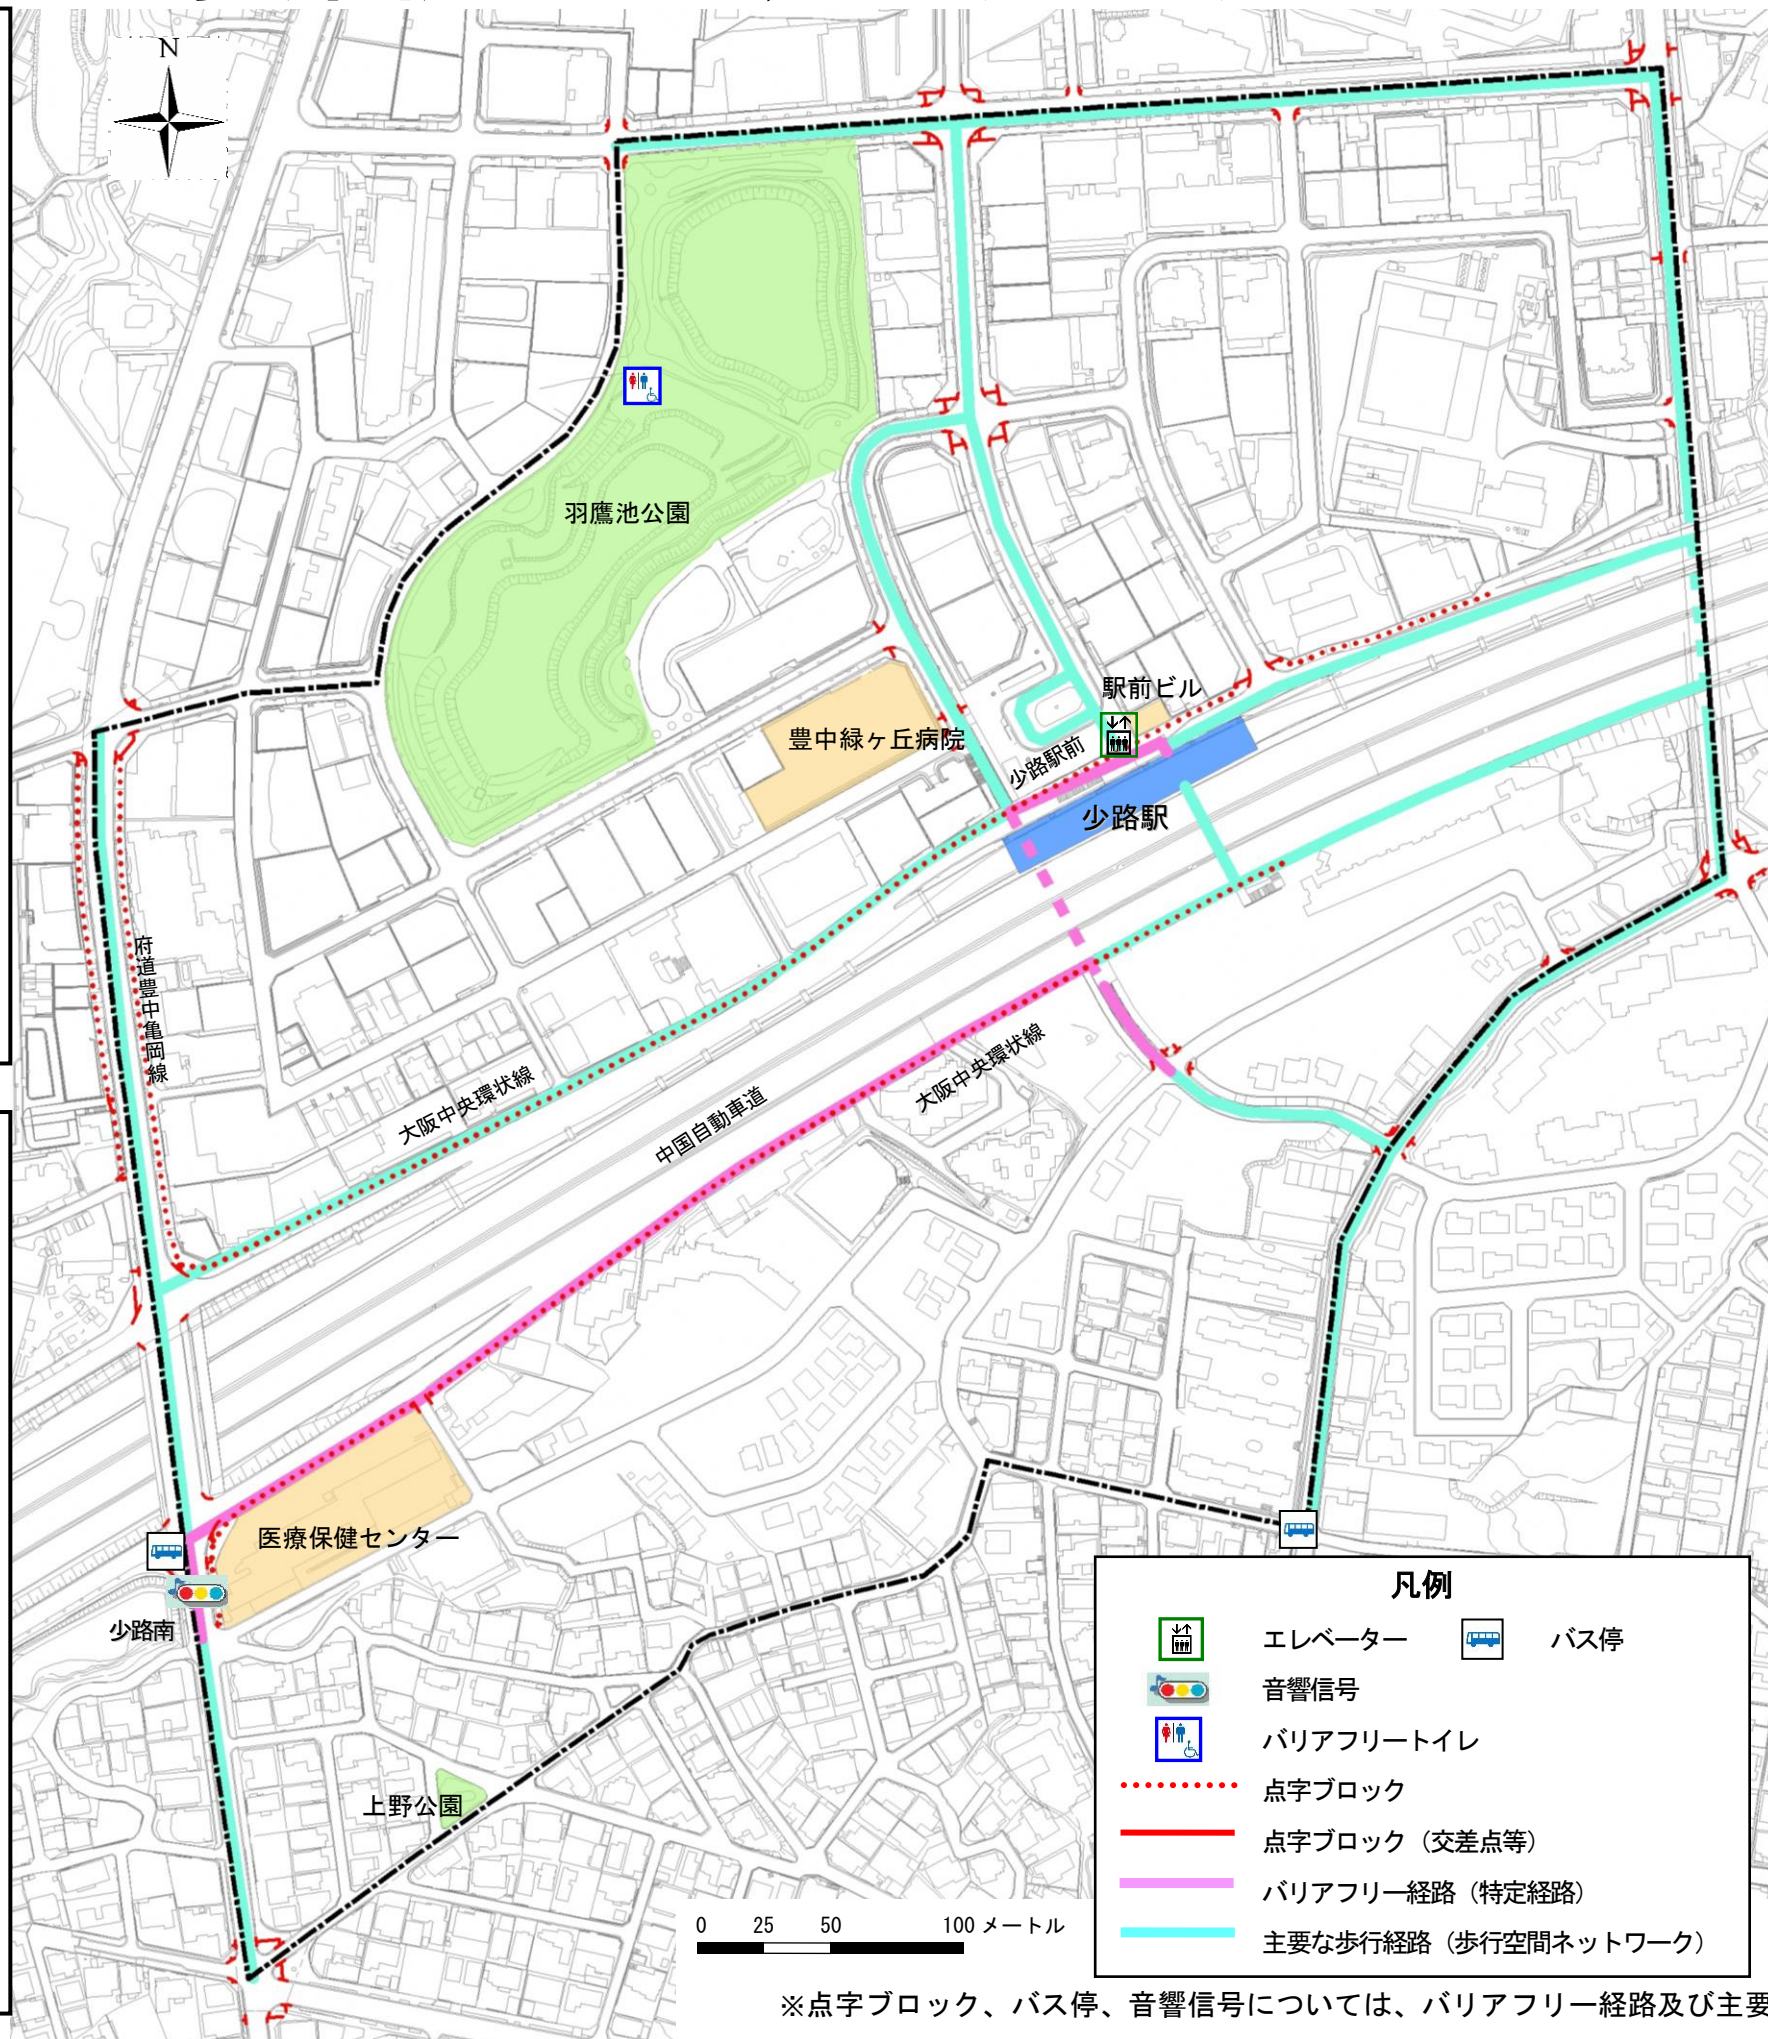 N
羽鷹池公園
駅前ビル
豊中緑ヶ丘病院
少路駅前
少路駅
府道豊中亀岡線
大阪中央環状線
中国自動車道
大阪中央環状線
医療保健センター
少路南
上野公園
凡例
エレベーター バス停
音響信号
バリアフリートイレ
点字ブロック
点字ブロック（交差点等）
バリアフリー経路（特定経路）
主要な歩行経路（歩行空間ネットワーク）
0 25 50 100 メートル
※点字ブロック、バス停、音響信号については、バリアフリー経路及び主要